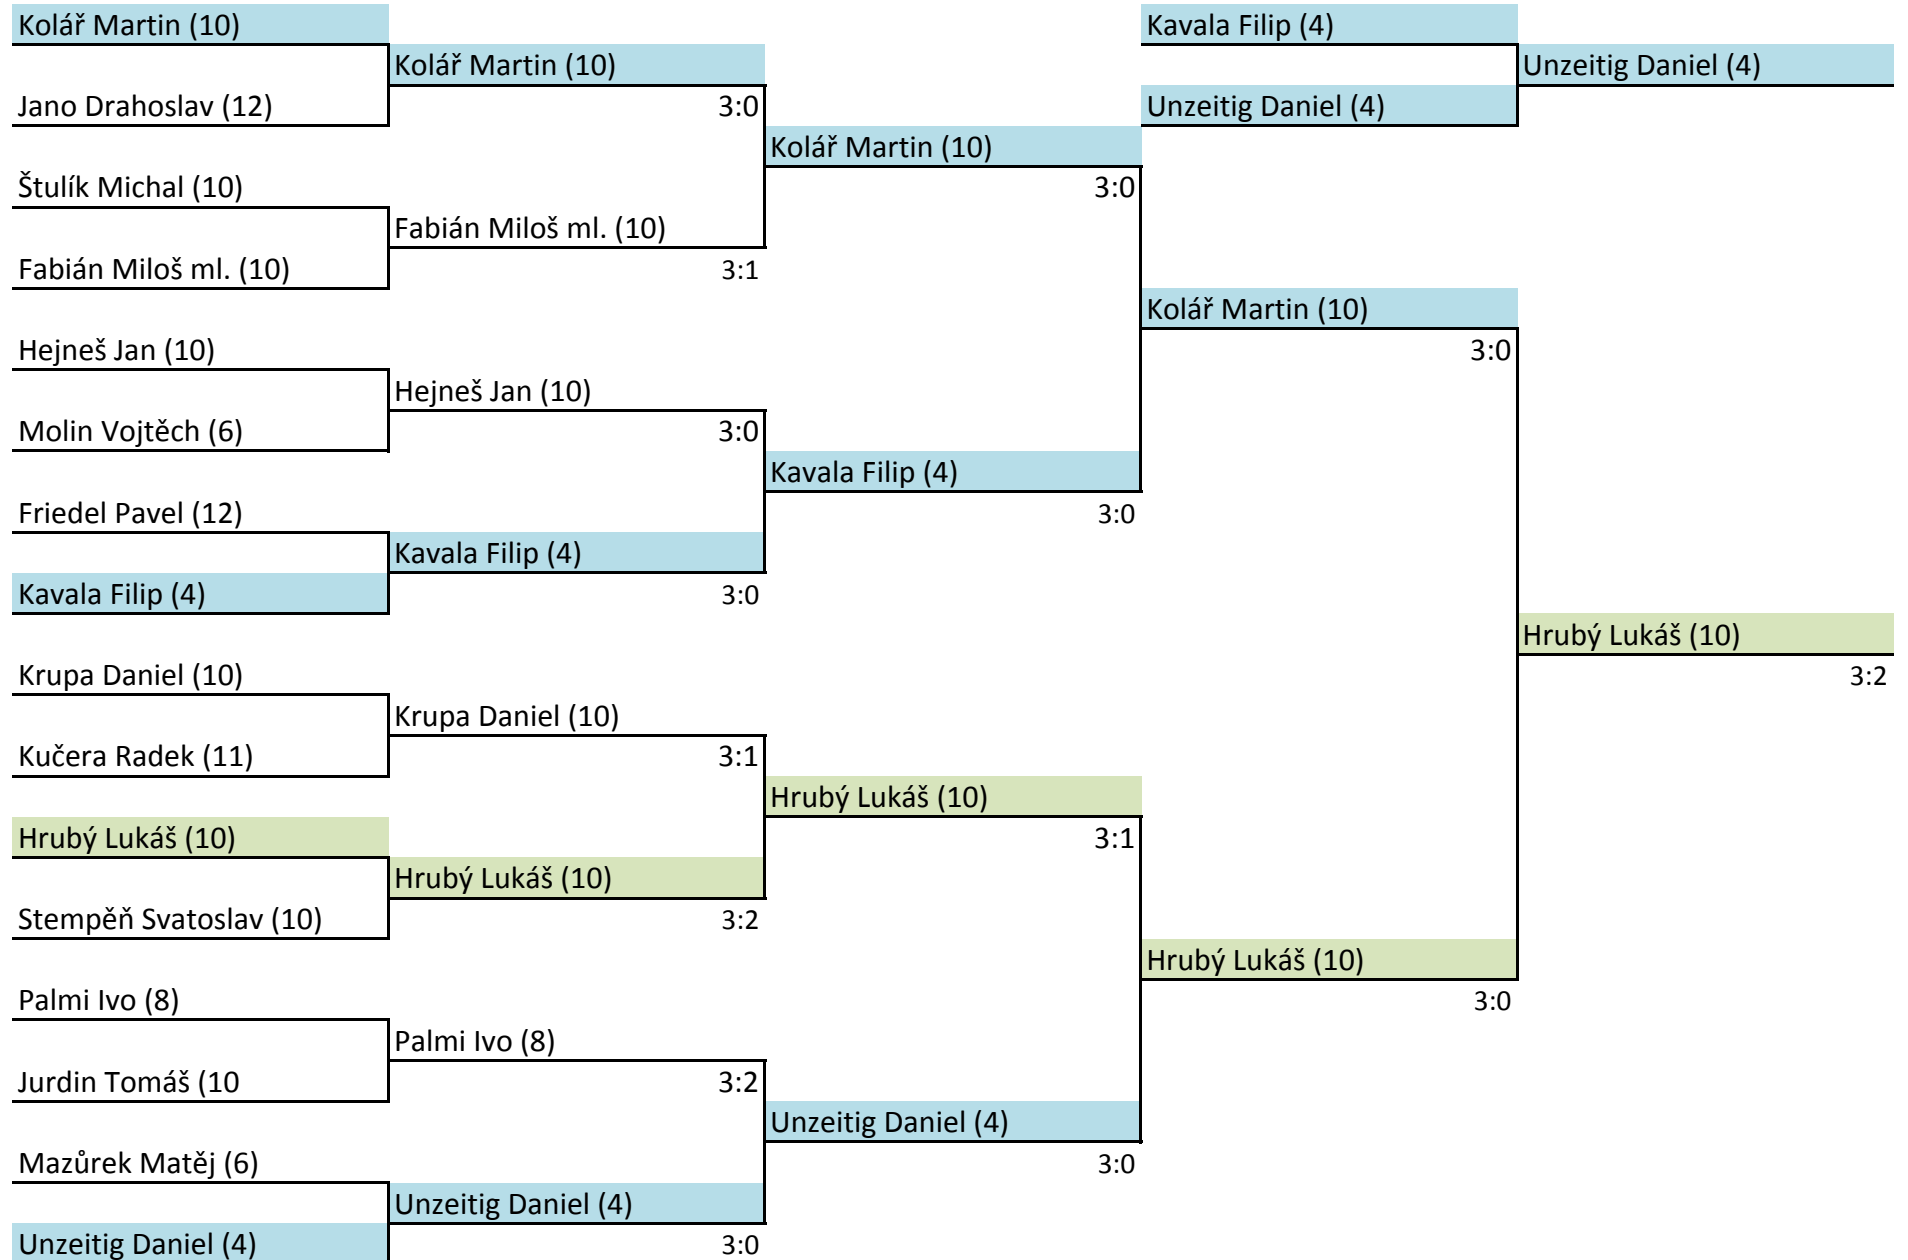 Kolář Martin (10)
Kavala Filip (4)
Kolář Martin (10)
Unzeitig Daniel (4)
Jano Drahoslav (12)
3:0
Unzeitig Daniel (4)
Kolář Martin (10)
Štulík Michal (10)
3:0
Fabián Miloš ml. (10)
Fabián Miloš ml. (10)
3:1
Kolář Martin (10)
Hejneš Jan (10)
3:0
Hejneš Jan (10)
Molin Vojtěch (6)
3:0
Kavala Filip (4)
Friedel Pavel (12)
3:0
Kavala Filip (4)
Kavala Filip (4)
3:0
Hrubý Lukáš (10)
Krupa Daniel (10)
3:2
Krupa Daniel (10)
Kučera Radek (11)
3:1
Hrubý Lukáš (10)
Hrubý Lukáš (10)
3:1
Hrubý Lukáš (10)
Stempěň Svatoslav (10)
3:2
Hrubý Lukáš (10)
Palmi Ivo (8)
3:0
Palmi Ivo (8)
Jurdin Tomáš (10
3:2
Unzeitig Daniel (4)
Mazůrek Matěj (6)
3:0
Unzeitig Daniel (4)
Unzeitig Daniel (4)
3:0